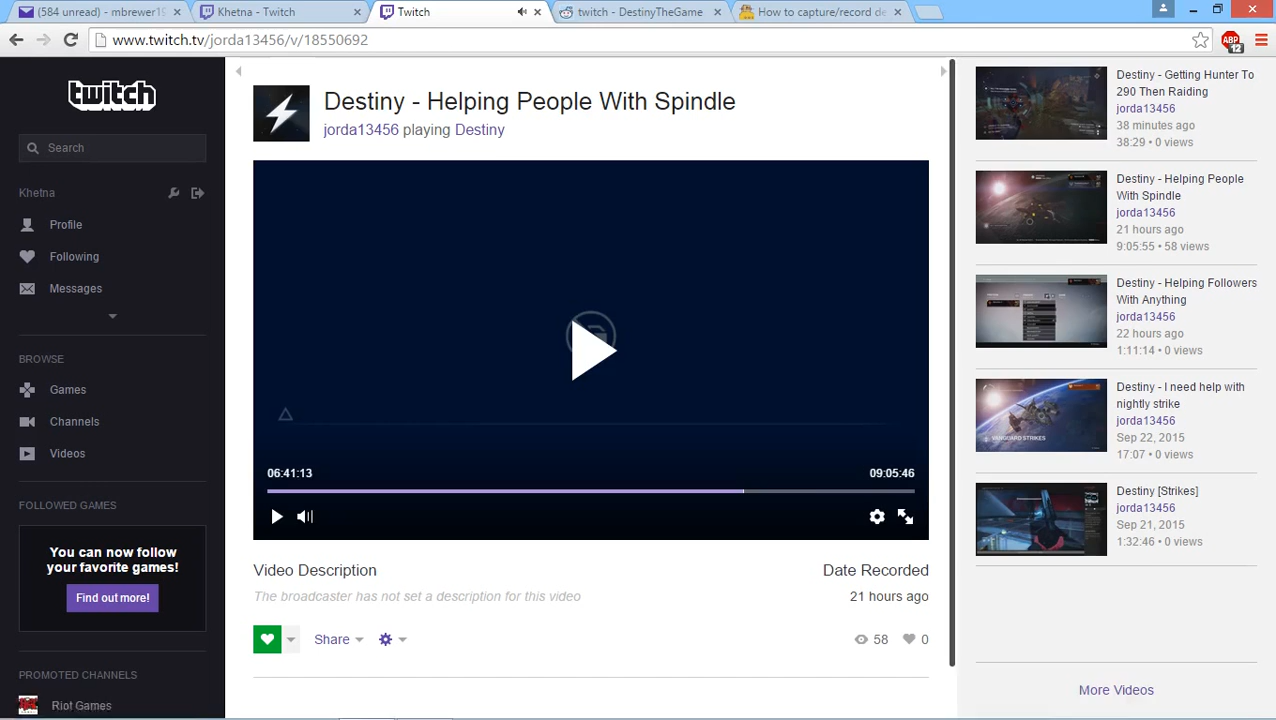 (584 unread) - mbrewer19
Khetna - Twitch
Twitch
twitch - DestinyTheGame
How to capture/record de
www.twitch.tv/jorda13456/v/18550692
ABP
12
twitch
Search
Khetna
Profile
Following
Messages
BROWSE
Games
Channels
Videos
FOLLOWED GAMES
You can now follow
your favorite games!
Find out more!
PROMOTED CHANNELS
Riot Games
Destiny - Helping People With Spindle
jorda13456 playing Destiny
06:41:13
09:05:46
Video Description
Date Recorded
The broadcaster has not set a description for this video
21 hours ago
Share
58
0
Destiny - Getting Hunter To
290 Then Raiding
jorda13456
38 minutes ago
38:29 • 0 views
Destiny - Helping People
With Spindle
jorda13456
21 hours ago
9:05:55 • 58 views
Destiny - Helping Followers
With Anything
jorda13456
22 hours ago
1:11:14 • 0 views
VANGUARD STRIKES
Destiny - I need help with
nightly strike
jorda13456
Sep 22, 2015
17:07 • 0 views
Destiny [Strikes]
jorda13456
Sep 21, 2015
1:32:46 • 0 views
More Videos